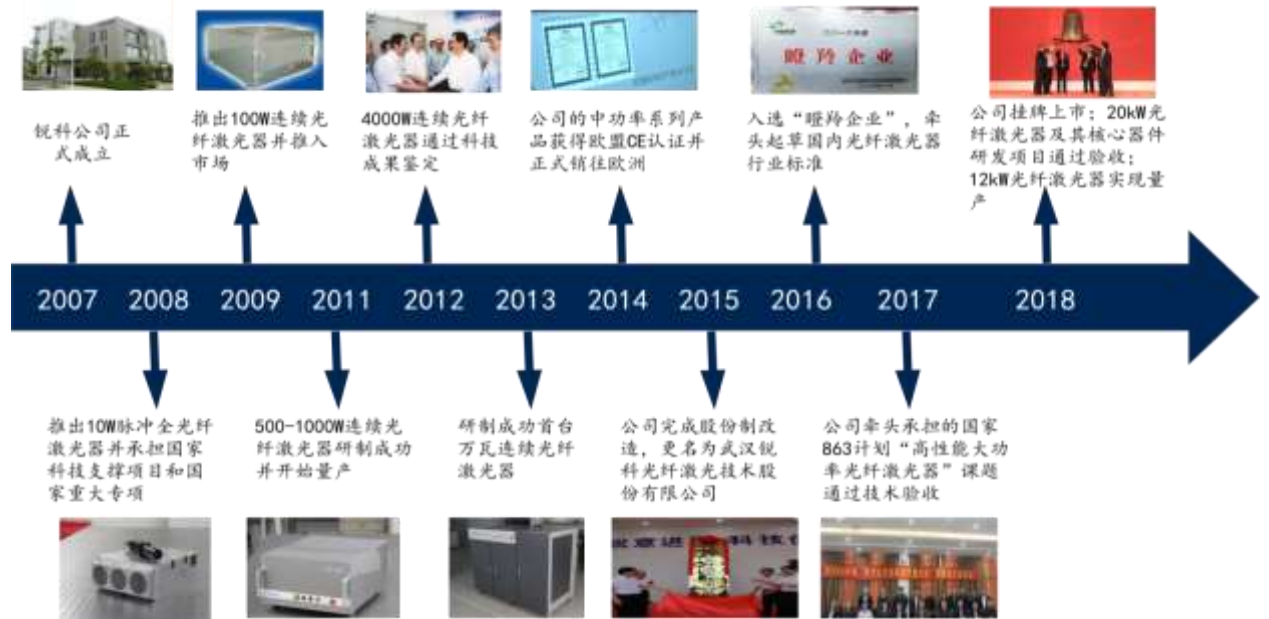 瞪羚企业
锐科公司正
式成立
推出100W连续光
纤激光器并推入
市场
4000W连续光纤
激光器通过科技
成果鉴定
公司的中功率系列产
品获得欧盟CE认证并
正式销往欧洲
入选“瞪羚企业”，牵
头起草国内光纤激光器
行业标准
公司挂牌上市；20kW光
纤激光器及其核心器件
研发项目通过验收；
12kW光纤激光器实现量
产
2007 2008 2009 2011 2012 2013 2014 2015 2016 2017 2018
推出10W脉冲全光纤
激光器并承担国家
科技支撑项目和国
家重大专项
500-1000W连续光
纤激光器研制成功
并开始量产
研制成功首台
万瓦连续光纤
激光器
公司完成股份制改
造，更名为武汉锐
科光纤激光技术股
份有限公司
公司牵头承担的国家
863计划“高性能大功
率光纤激光器”课题
通过技术验收